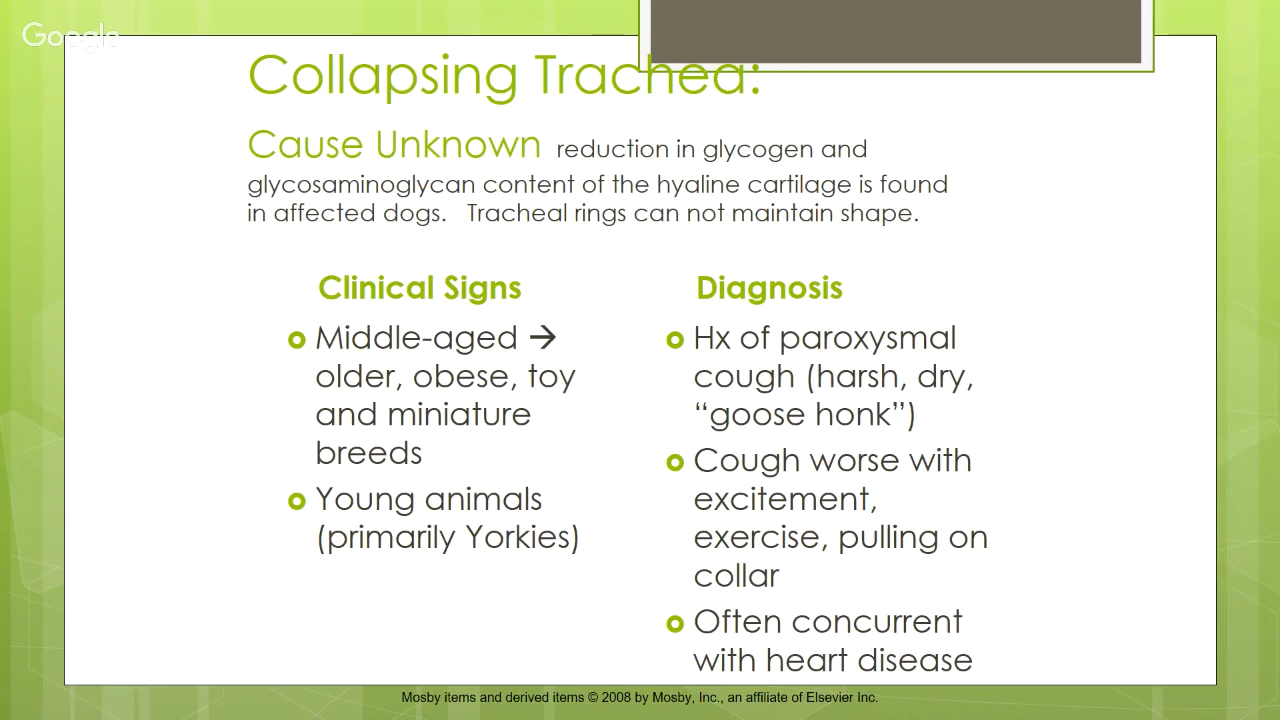 Google
Collapsing Trachea:
Cause Unknown reduction in glycogen and
glycosaminoglycan content of the hyaline cartilage is found
in affected dogs. Tracheal rings can not maintain shape.
Clinical Signs
Middle-aged →
older, obese, toy
and miniature
breeds
Young animals
(primarily Yorkies)
Diagnosis
Hx of paroxysmal
cough (harsh, dry,
“goose honk”)
Cough worse with
excitement,
exercise, pulling on
collar
Often concurrent
with heart disease
Mosby items and derived items © 2008 by Mosby, Inc., an affiliate of Elsevier Inc.